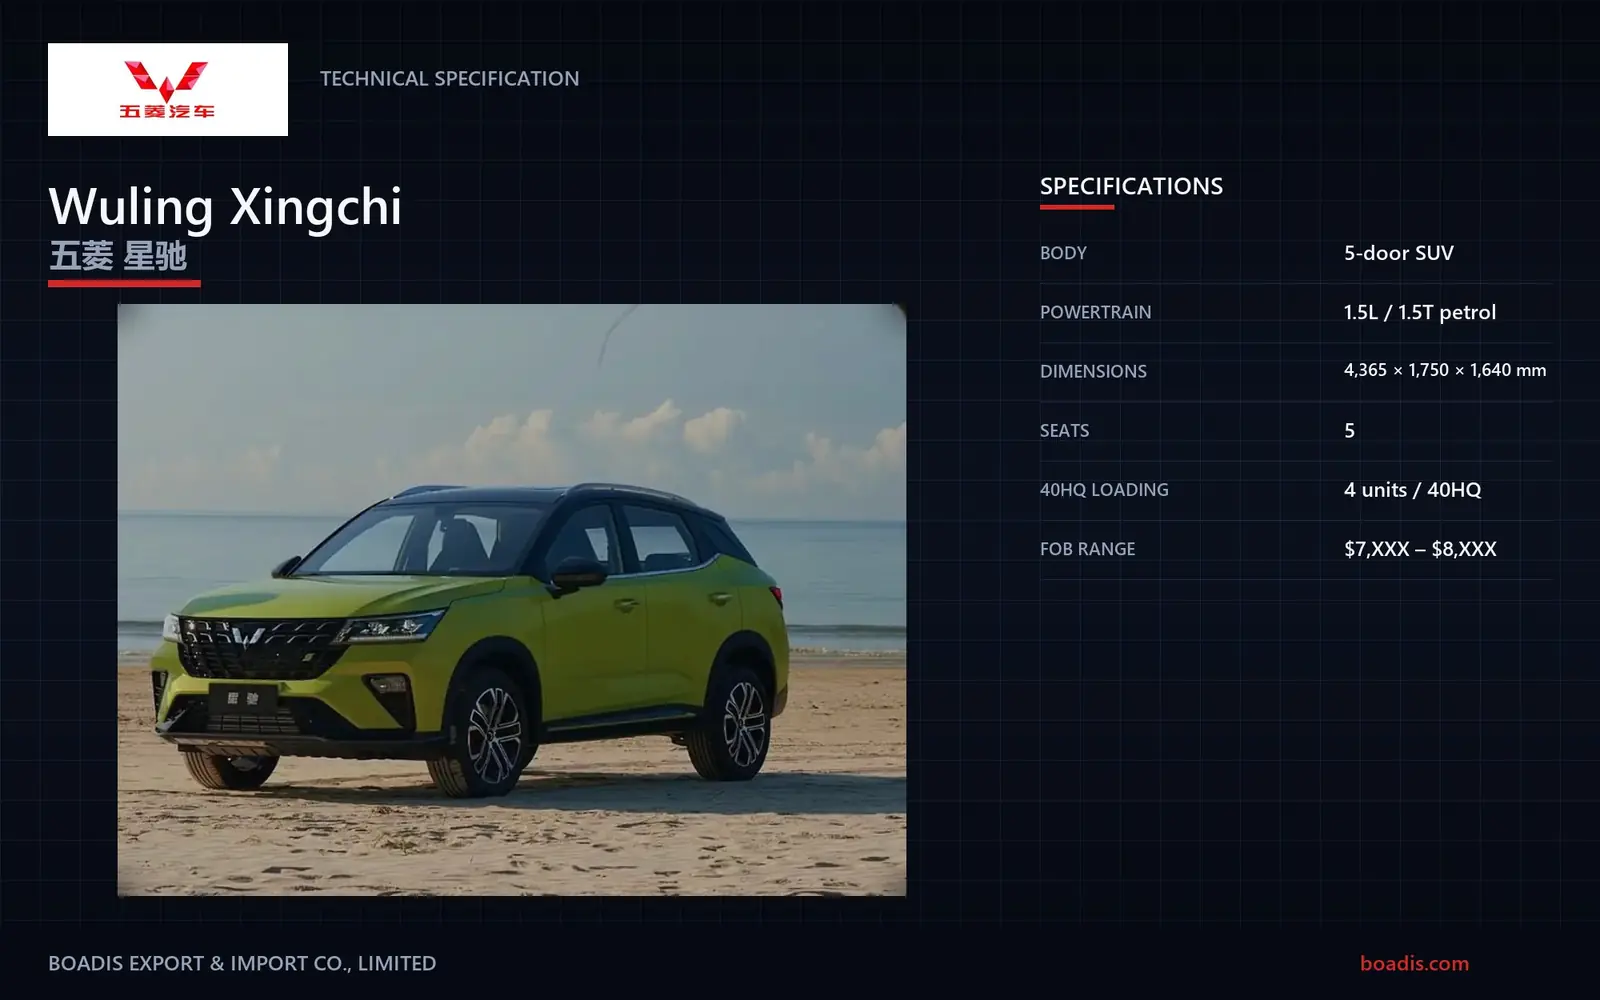 五菱汽车
TECHNICAL SPECIFICATION
Wuling Xingchi
五菱 星驰
星驰
SPECIFICATIONS
BODY 5-door SUV
POWERTRAIN 1.5L / 1.5T petrol
DIMENSIONS 4,365 × 1,750 × 1,640 mm
SEATS 5
40HQ LOADING 4 units / 40HQ
FOB RANGE $7,XXX – $8,XXX
BOADIS EXPORT & IMPORT CO., LIMITED
boadis.com